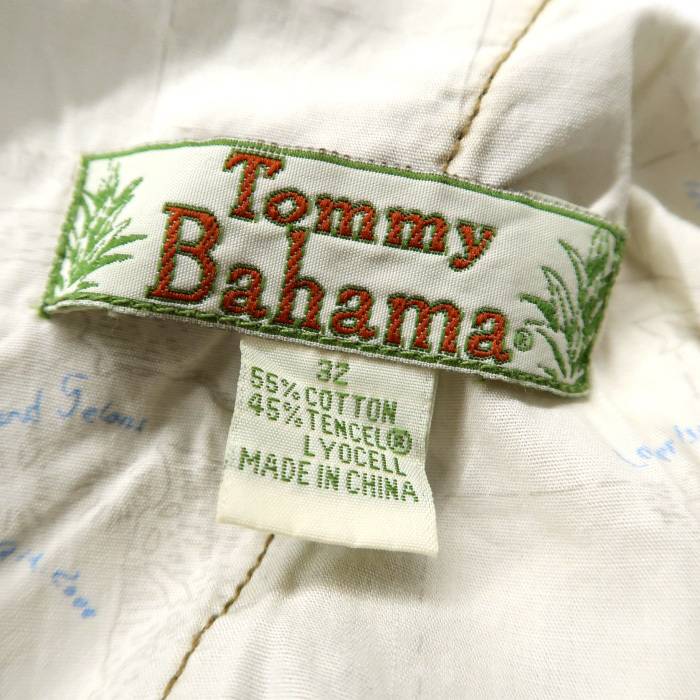 Tommy
Bahama®
32
55% COTTON
45% TENCEL®
LYOCELL
MADE IN CHINA